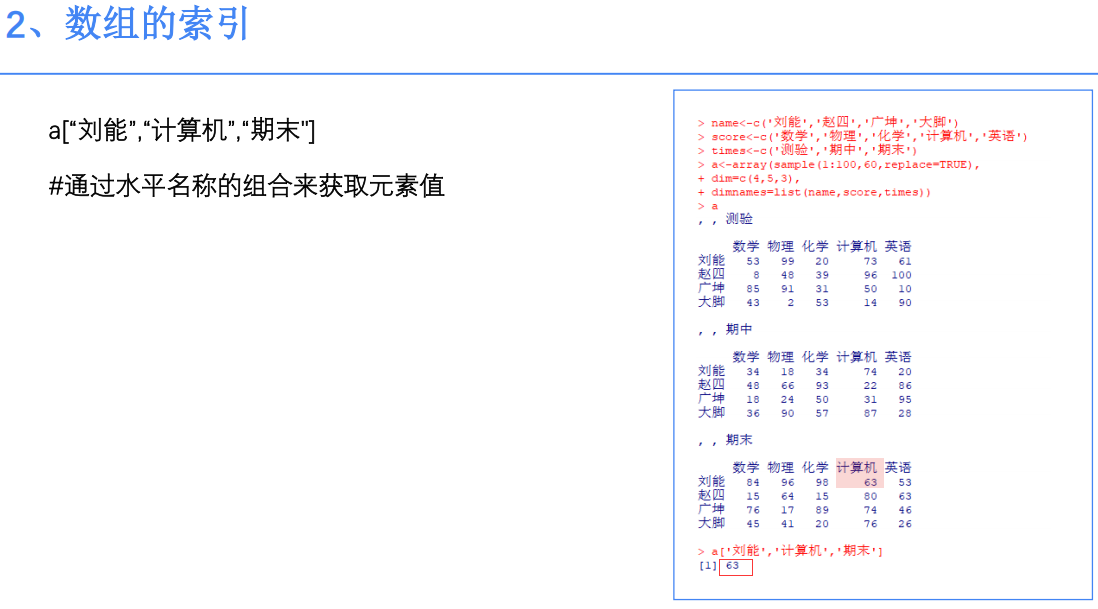 2、数组的索引
a[“刘能”,“计算机”,“期末"]
#通过水平名称的组合来获取元素值
> name<-c('刘能','赵四','广坤','大脚')
> score<-c('数学','物理','化学','计算机','英语')
> times<-c('测验','期中','期末')
> a<-array(sample(1:100,60,replace=TRUE),
+ dim=c(4,5,3),
+ dimnames=list(name,score,times))
> a
, , 测验
数学 物理 化学 计算机 英语
刘能 53 99 20 73 61
赵四 8 48 39 96 100
广坤 85 91 31 50 10
大脚 43 2 53 14 90
, , 期中
数学 物理 化学 计算机 英语
刘能 34 18 34 74 20
赵四 48 66 93 22 86
广坤 18 24 50 31 95
大脚 36 90 57 87 28
, , 期末
数学 物理 化学 计算机 英语
刘能 84 96 98 63 53
赵四 15 64 15 80 63
广坤 76 17 89 74 46
大脚 45 41 20 76 26
> a['刘能','计算机','期末']
[1] 63